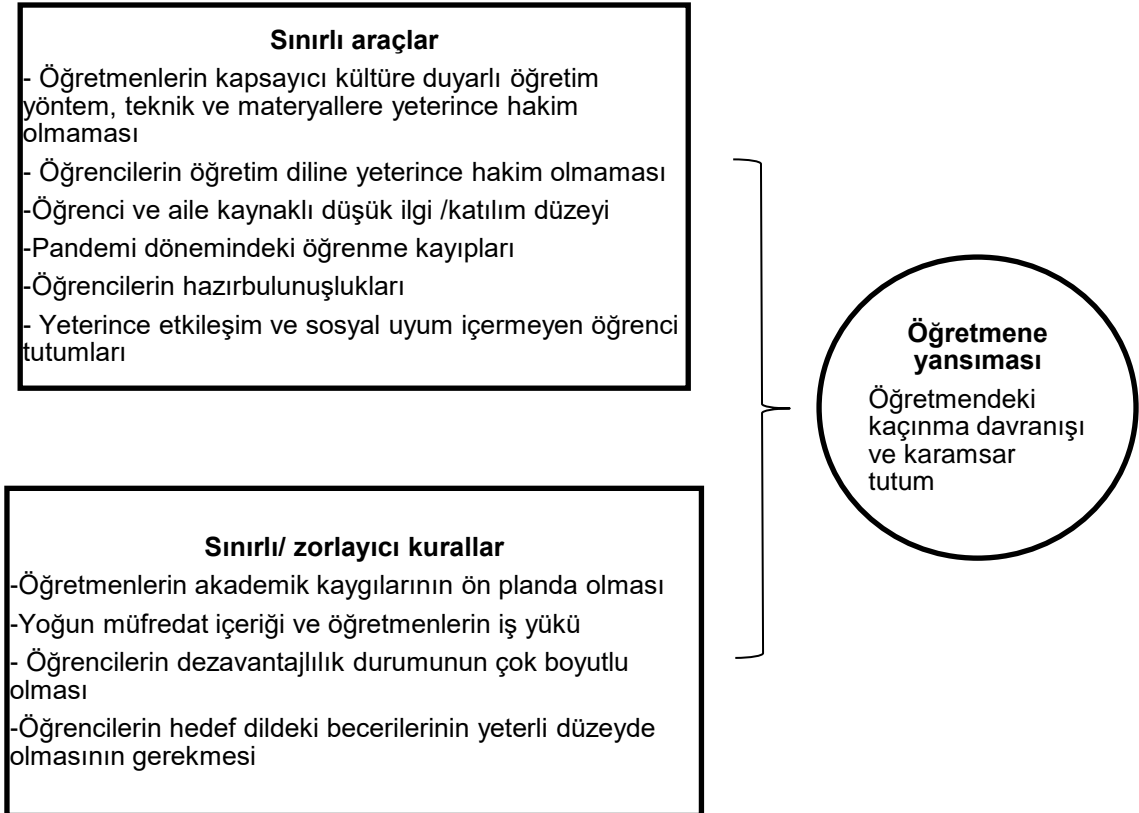 Sınırlı araçlar
- Öğretmenlerin kapsayıcı kültüre duyarlı öğretim
yöntem, teknik ve materyallere yeterince hakim
olmaması
- Öğrencilerin öğretim diline yeterince hakim olmaması
-Öğrenci ve aile kaynaklı düşük ilgi /katılım düzeyi
-Pandemi dönemindeki öğrenme kayıpları
-Öğrencilerin hazırbulunuşlukları
- Yeterince etkileşim ve sosyal uyum içermeyen öğrenci
tutumları
Sınırlı/ zorlayıcı kurallar
-Öğretmenlerin akademik kaygılarının ön planda olması
-Yoğun müfredat içeriği ve öğretmenlerin iş yükü
- Öğrencilerin dezavantajlılık durumunun çok boyutlu
olması
-Öğrencilerin hedef dildeki becerilerinin yeterli düzeyde
olmasının gerekmesi
Öğretmene
yansıması
Öğretmendeki
kaçınma davranışı
ve karamsar
tutum